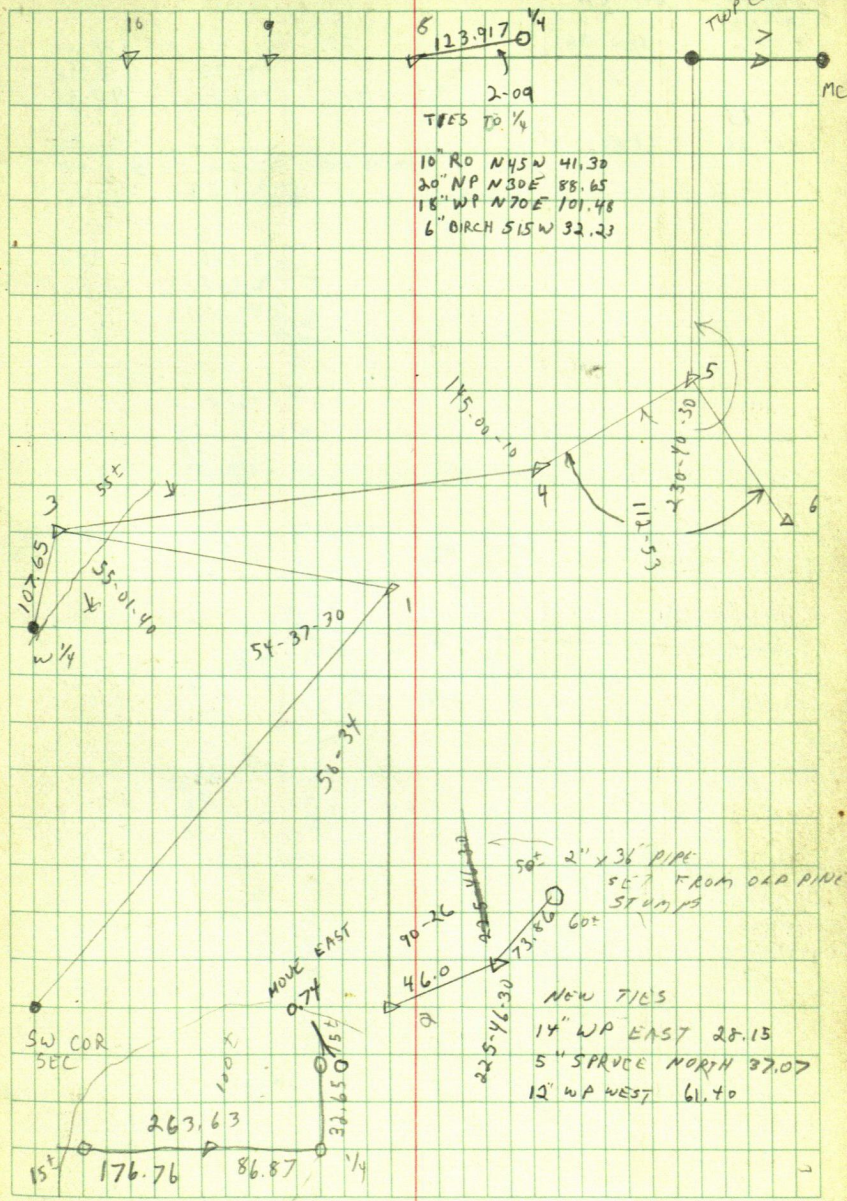 10
9
1/4
TWP
123.917
MC
2-09
TIES TO 1/4
10" RO N45W 41.30
20" NP N30E 88.65
18" WP N70E 101.48
6" BIRCH S15W 32.23
5
145-00-10
230-40-30
4
112-53
6
3
55±
107.65
55-01-40
W 1/4
1
54-37-30
56-34
50± 2" x 36" PIPE
SET FROM OLD PINE
STUMPS
60±
225-46-30
90-26
73.86
46.0
MOVE EAST
0.74
2
225-46-30
NEW TIES
14" WP EAST 28.15
5" SPRUCE NORTH 37.07
12" WP WEST 61.40
SW COR
SEC
100±
15±
32.65
263.63
1/4
15±
176.76
86.87